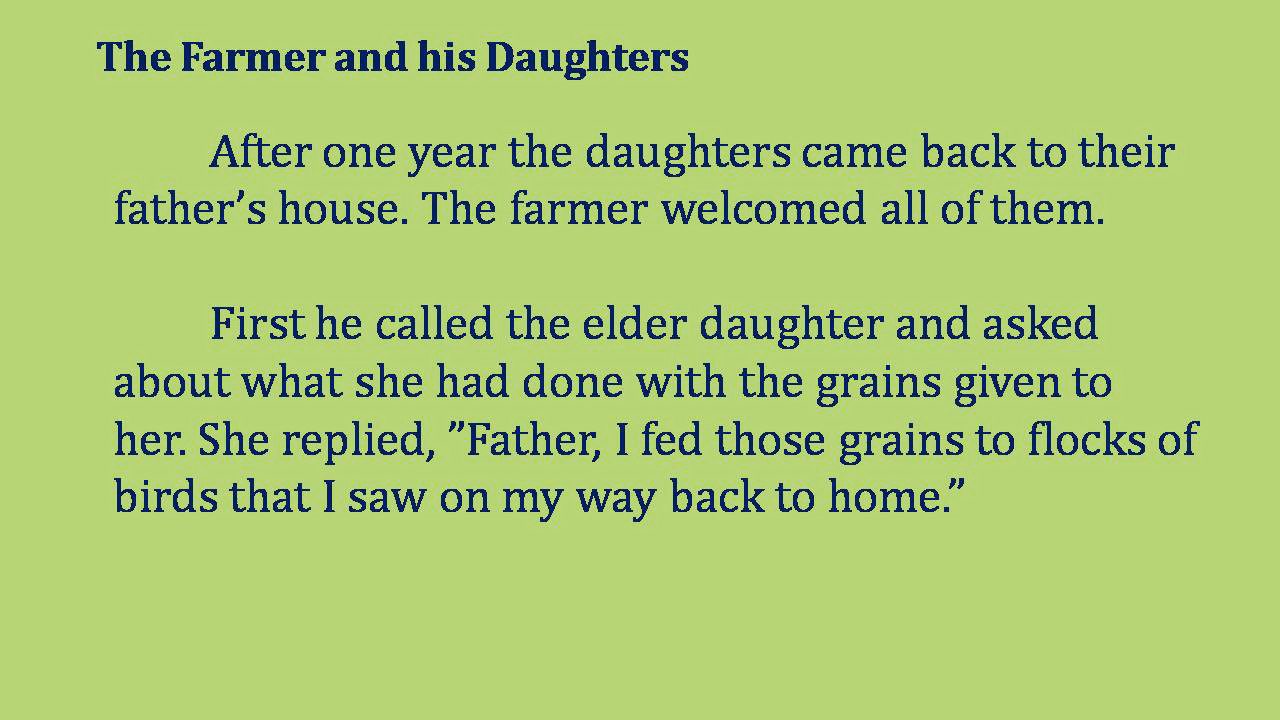 The Farmer and his Daughters
After one year the daughters came back to their
father’s house. The farmer welcomed all of them.
First he called the elder daughter and asked
about what she had done with the grains given to
her. She replied, ”Father, I fed those grains to flocks of
birds that I saw on my way back to home.”